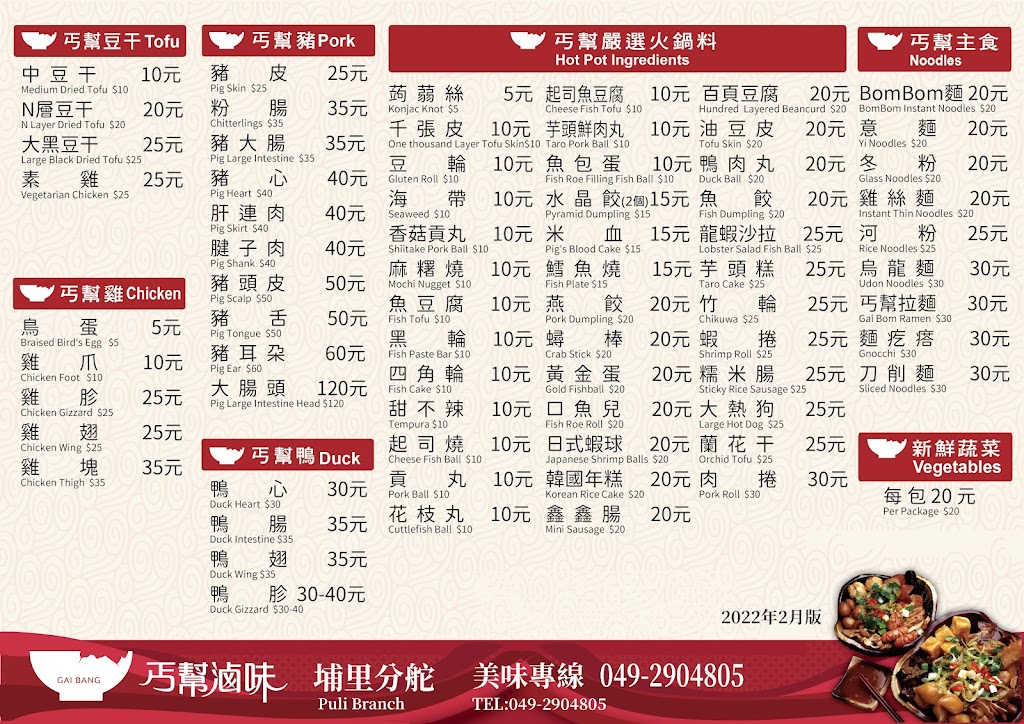 丐幫豆干 Tofu
中豆干 10元
Medium Dried Tofu $10
N層豆干 20元
N Layer Dried Tofu $20
大黑豆干 25元
Large Black Dried Tofu $25
素雞 25元
Vegetarian Chicken $25
丐幫雞 Chicken
鳥蛋 5元
Braised Bird's Egg $5
雞爪 10元
Chicken Foot $10
雞胗 25元
Chicken Gizzard $25
雞翅 25元
Chicken Wing $25
雞塊 35元
Chicken Thigh $35
丐幫豬 Pork
豬皮 25元
Pig Skin $25
粉腸 35元
Chitterlings $35
豬大腸 35元
Pig Large Intestine $35
豬心 40元
Pig Heart $40
肝連肉 40元
Pig Skirt $40
腱子肉 40元
Pig Shank $40
豬頭皮 50元
Pig Scalp $50
豬舌 50元
Pig Tongue $50
豬耳朵 60元
Pig Ear $60
大腸頭 120元
Pig Large Intestine Head $120
丐幫鴨 Duck
鴨心 30元
Duck Heart $30
鴨腸 35元
Duck Intestine $35
鴨翅 35元
Duck Wing $35
鴨胗 30-40元
Duck Gizzard $30-40
丐幫嚴選火鍋料
Hot Pot Ingredients
蒟蒻絲 5元
Konjac Knot $5
千張皮 10元
One thousand Layer Tofu Skin$10
豆輪 10元
Gluten Roll $10
海帶 10元
Seaweed $10
香菇貢丸 10元
Shiitake Pork Ball $10
麻糬燒 10元
Mochi Nugget $10
魚豆腐 10元
Fish Tofu $10
黑輪 10元
Fish Paste Bar $10
四角輪 10元
Fish Cake $10
甜不辣 10元
Tempura $10
起司燒 10元
Cheese Fish Ball $10
貢丸 10元
Pork Ball $10
花枝丸 10元
Cuttlefish Ball $10
起司魚豆腐 10元
Cheese Fish Tofu $10
芋頭鮮肉丸 10元
Taro Pork Ball $10
魚包蛋 10元
Fish Roe Filling Fish Ball $10
水晶餃(2個) 15元
Pyramid Dumpling $15
米血 15元
Pig's Blood Cake $15
鱈魚燒 15元
Fish Plate $15
燕餃 20元
Pork Dumpling $20
蟳棒 20元
Crab Stick $20
黃金蛋 20元
Gold Fishball $20
口魚兒 20元
Fish Roe Roll $20
日式蝦球 20元
Japanese Shrimp Balls $20
韓國年糕 20元
Korean Rice Cake $20
鑫鑫腸 20元
Mini Sausage $20
百頁豆腐 20元
Hundred Layered Beancurd $20
油豆皮 20元
Tofu Skin $20
鴨肉丸 20元
Duck Ball $20
魚餃 20元
Fish Dumpling $20
龍蝦沙拉 25元
Lobster Salad Fish Ball $25
芋頭糕 25元
Taro Cake $25
竹輪 25元
Chikuwa $25
蝦捲 25元
Shrimp Roll $25
糯米腸 25元
Sticky Rice Sausage $25
大熱狗 25元
Large Hot Dog $25
蘭花干 25元
Orchid Tofu $25
肉捲 30元
Pork Roll $30
丐幫主食
Noodles
BomBom麵 20元
BomBom Instant Noodles $20
意麵 20元
Yi Noodles $20
冬粉 20元
Glass Noodles $20
雞絲麵 20元
Instant Thin Noodles $20
河粉 25元
Rice Noodles $25
烏龍麵 30元
Udon Noodles $30
丐幫拉麵 30元
Gai Bom Ramen $30
麵疙瘩 30元
Gnocchi $30
刀削麵 30元
Sliced Noodles $30
新鮮蔬菜
Vegetables
每包20元
Per Package $20
2022年2月版
GAI BANG
丐幫滷味
埔里分舵
Puli Branch
美味專線 049-2904805
TEL:049-2904805